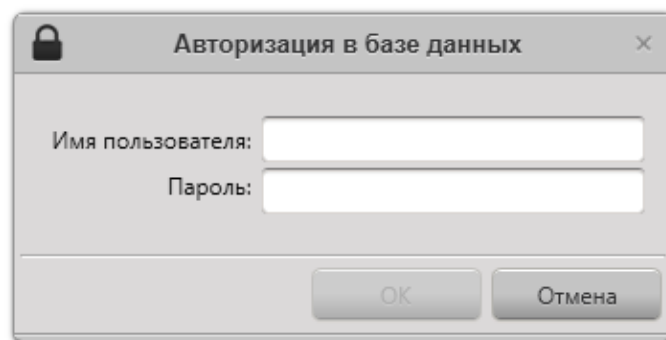 Авторизация в базе данных
Имя пользователя:
Пароль:
OK Отмена